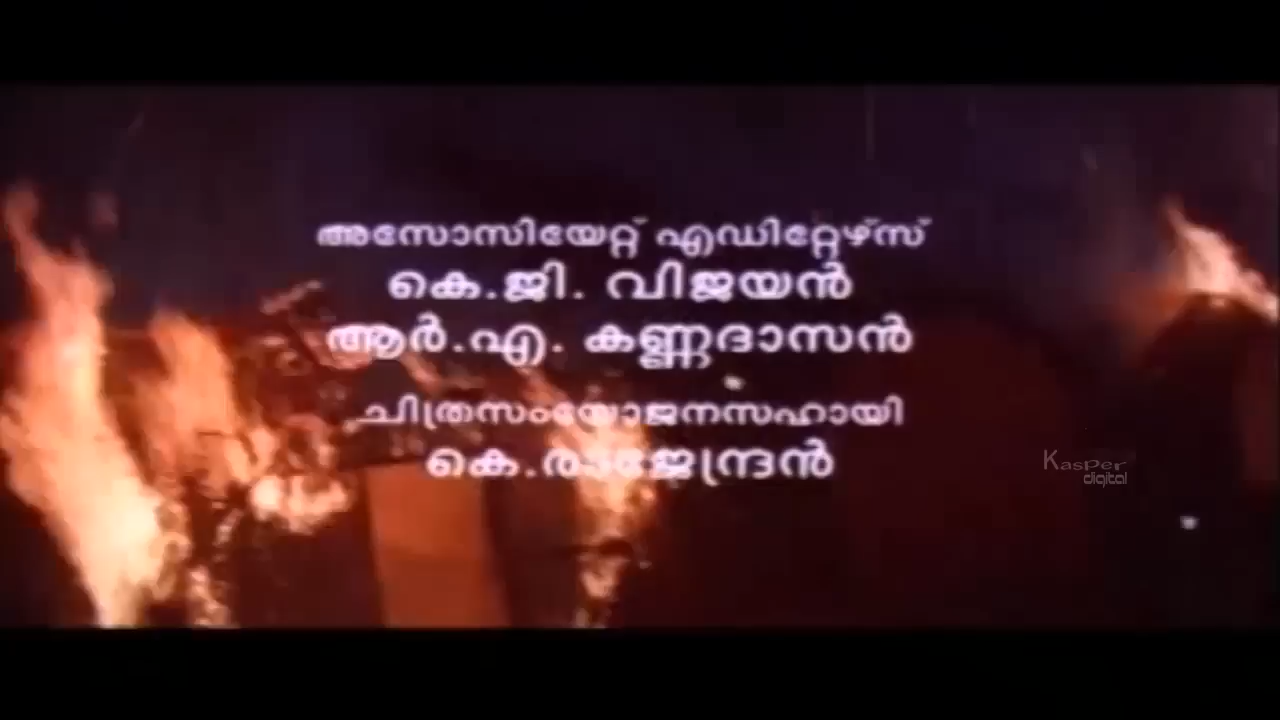 അസോസിയേറ്റ് എഡിറ്റേഴ്സ്
കെ.ജി. വിജയൻ
ആർ.എ. കണ്ണദാസൻ
ചിത്രസംയോജനസഹായി
കെ.രാജേന്ദ്രൻ
KasPer
digital